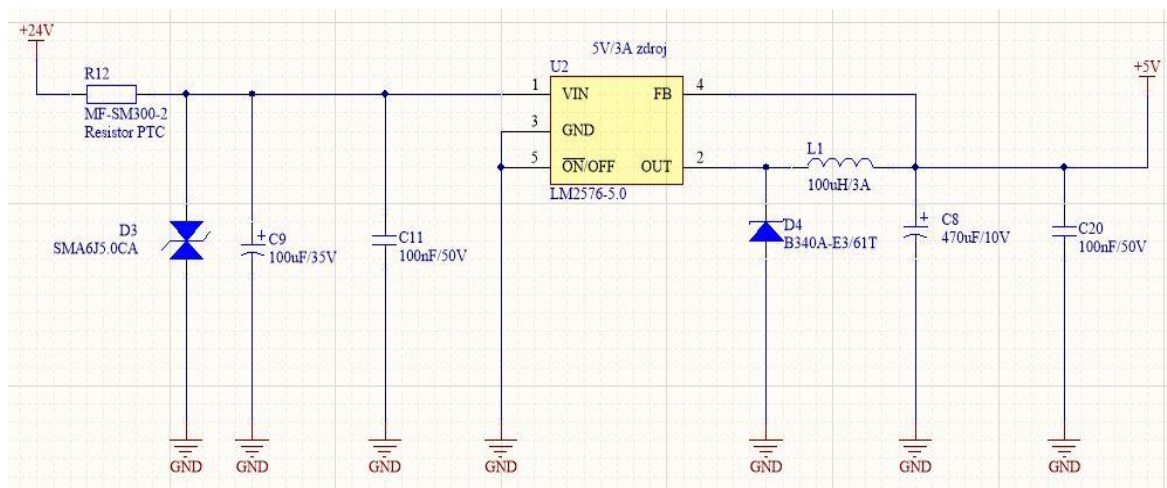 +24V
R12
MF-SM300-2
Resistor PTC
D3
SMA6J5.0CA
+
C9
100uF/35V
C11
100nF/50V
5V/3A zdroj
U2
1
VIN
FB
4
3
GND
5
ON/OFF
OUT
2
LM2576-5.0
L1
100uH/3A
D4
B340A-E3/61T
+
C8
470uF/10V
C20
100nF/50V
+5V
GND
GND
GND
GND
GND
GND
GND